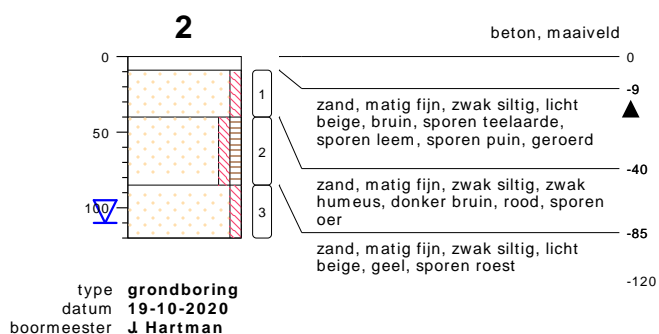 2
beton, maaiveld
0
0
-9
1
zand, matig fijn, zwak siltig, licht
beige, bruin, sporen teelaarde,
sporen leem, sporen puin, geroerd
50
-40
2
zand, matig fijn, zwak siltig, zwak
humeus, donker bruin, rood, sporen
oer
100
3
-85
zand, matig fijn, zwak siltig, licht
beige, geel, sporen roest
-120
type grondboring
datum 19-10-2020
boormeester J. Hartman